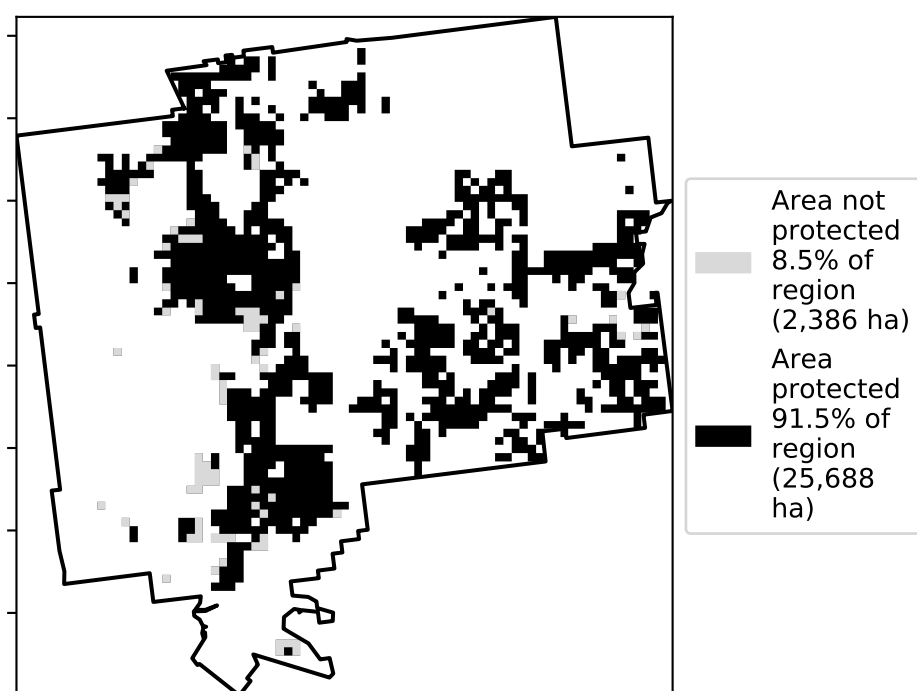 Area not
protected
8.5% of
region
(2,386 ha)
Area
protected
91.5% of
region
(25,688
ha)